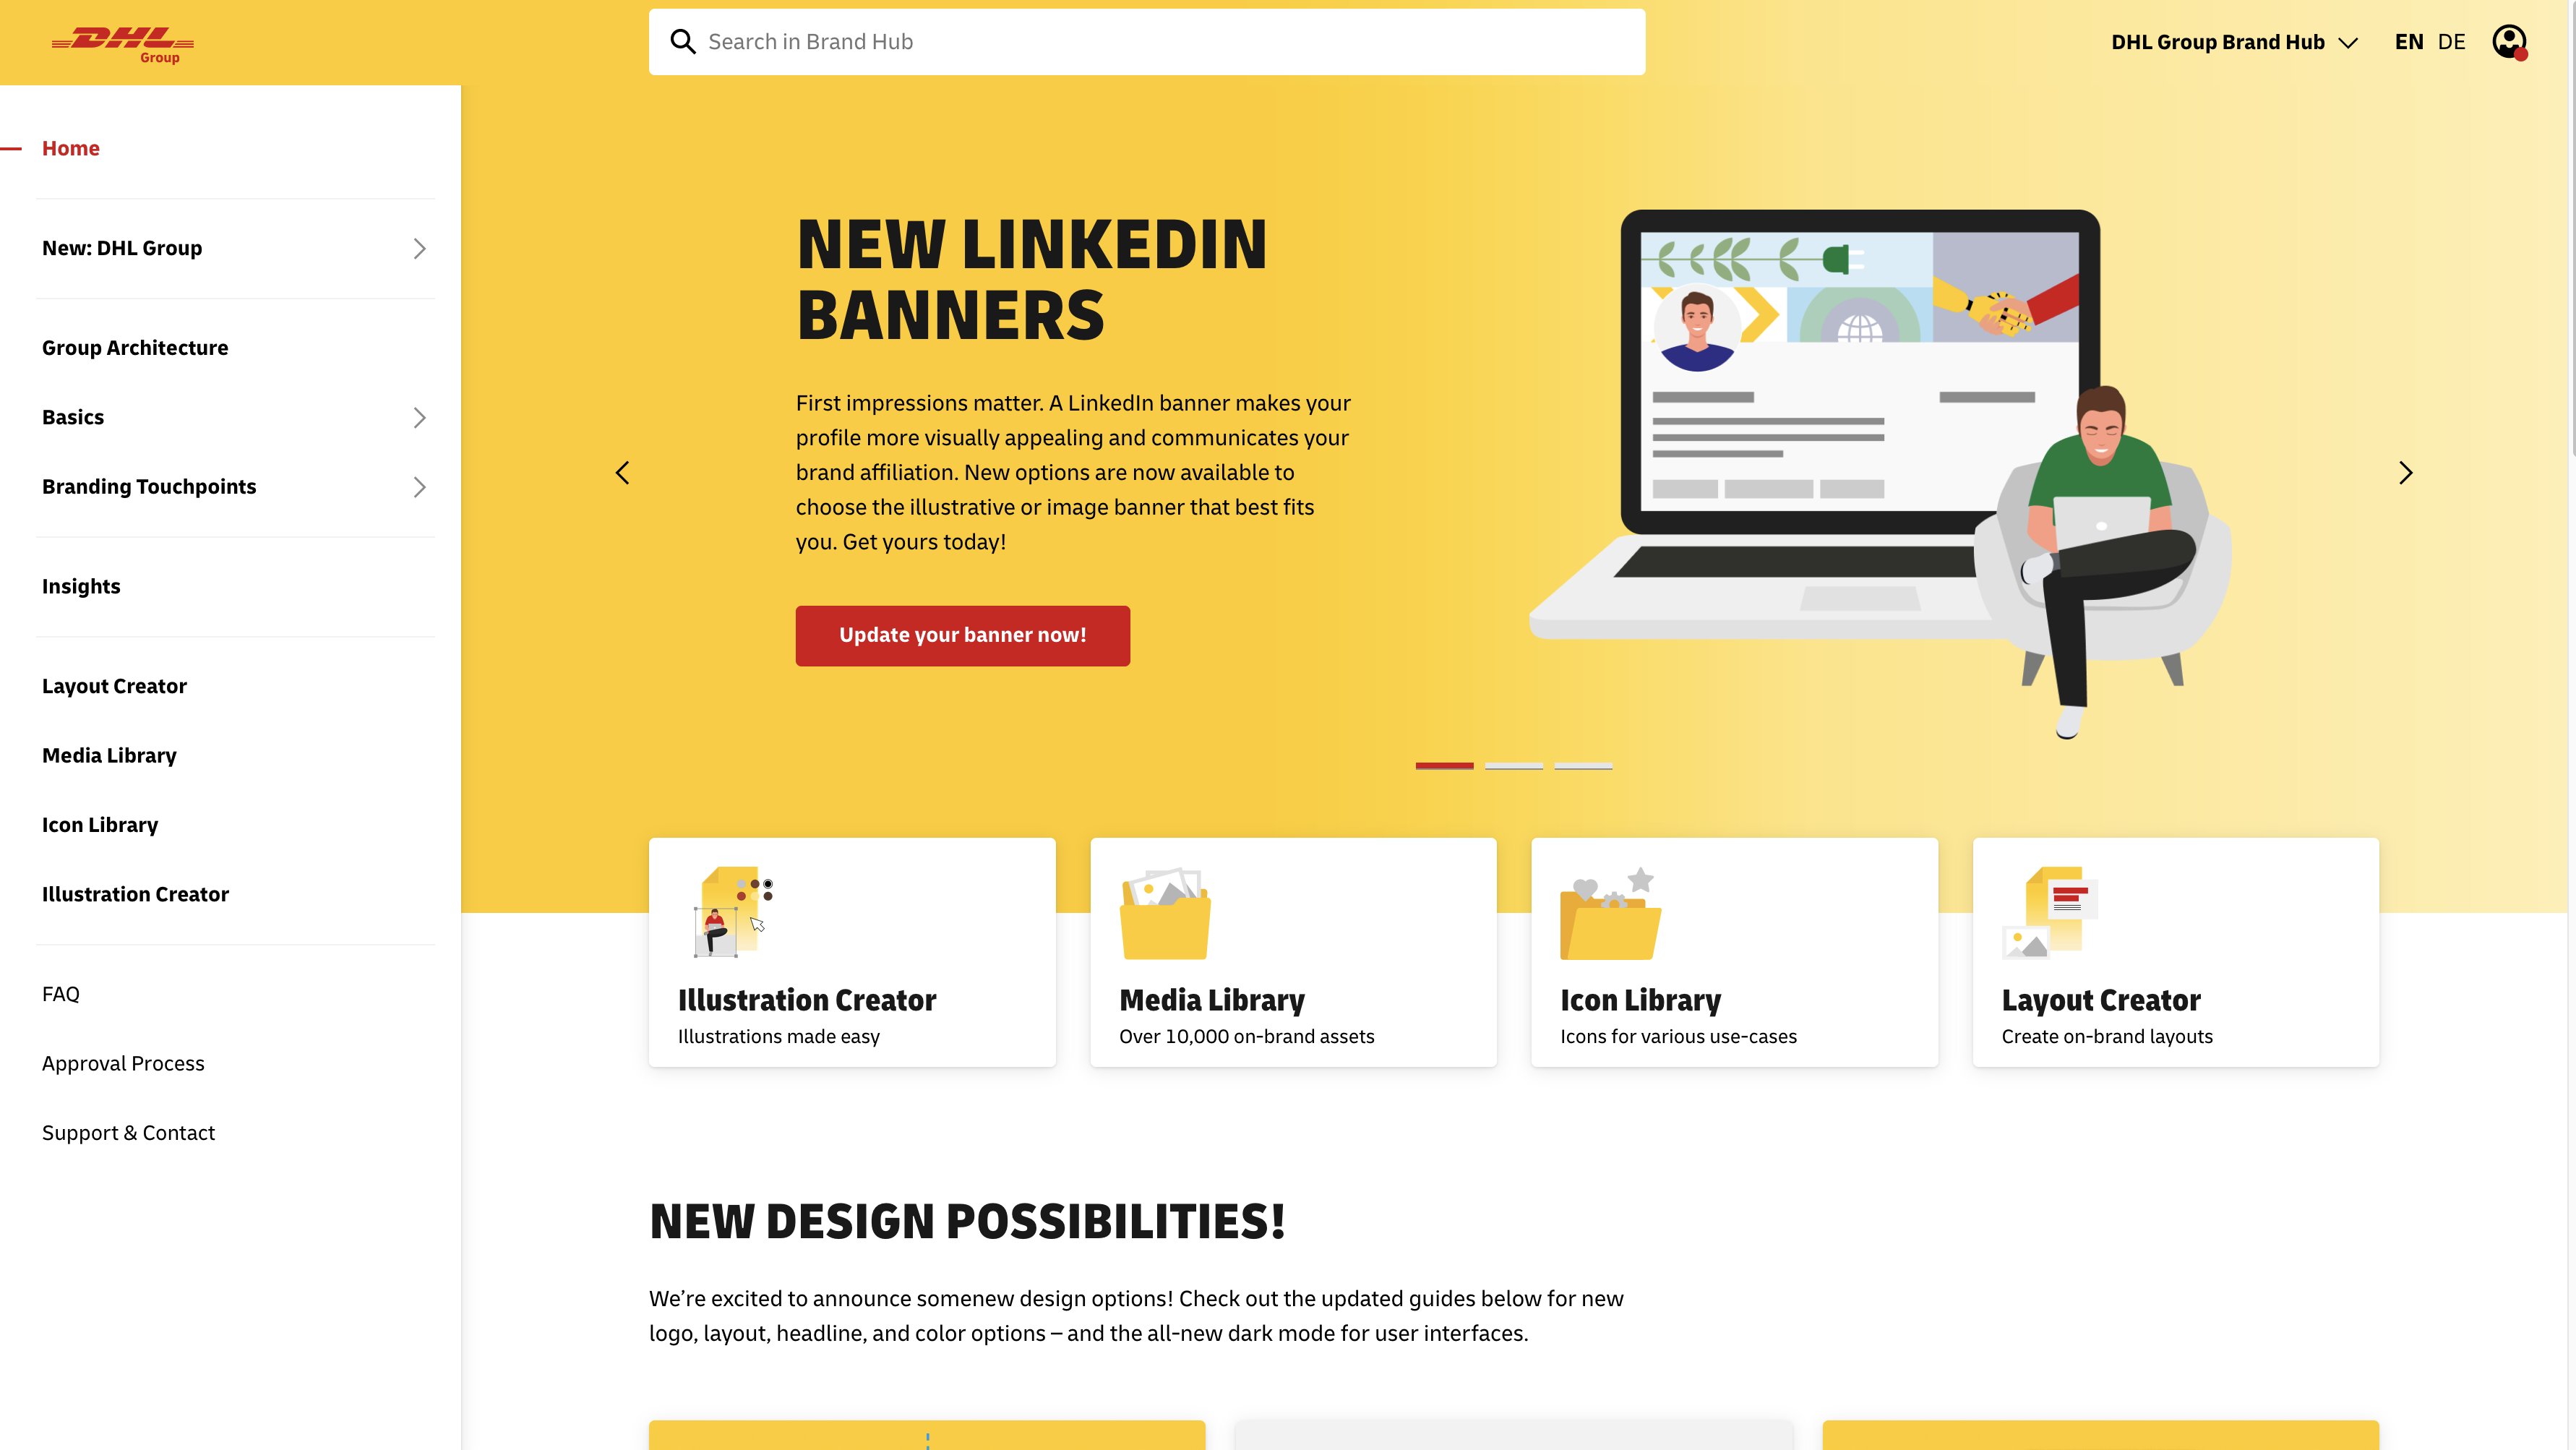 DHL
Group
Search in Brand Hub
DHL Group Brand Hub
EN DE
Home
New: DHL Group
Group Architecture
Basics
Branding Touchpoints
Insights
Layout Creator
Media Library
Icon Library
Illustration Creator
FAQ
Approval Process
Support & Contact
NEW LINKEDIN
BANNERS
First impressions matter. A LinkedIn banner makes your
profile more visually appealing and communicates your
brand affiliation. New options are now available to
choose the illustrative or image banner that best fits
you. Get yours today!
Update your banner now!
Illustration Creator
Illustrations made easy
Media Library
Over 10,000 on-brand assets
Icon Library
Icons for various use-cases
Layout Creator
Create on-brand layouts
NEW DESIGN POSSIBILITIES!
We’re excited to announce somenew design options! Check out the updated guides below for new
logo, layout, headline, and color options – and the all-new dark mode for user interfaces.